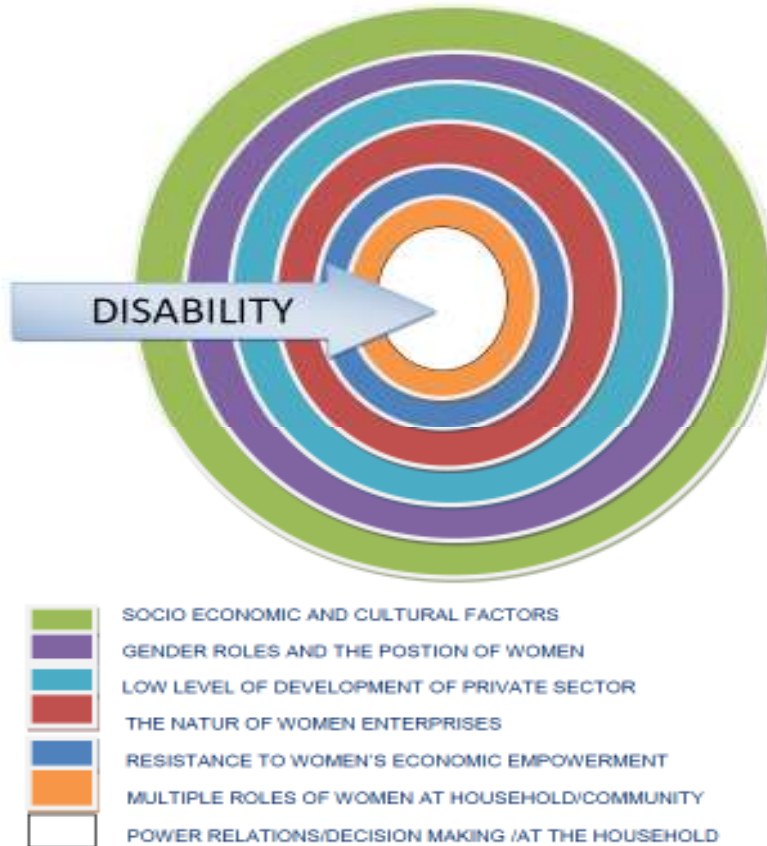 DISABILITY
SOCIO ECONOMIC AND CULTURAL FACTORS
GENDER ROLES AND THE POSTION OF WOMEN
LOW LEVEL OF DEVELOPMENT OF PRIVATE SECTOR
THE NATUR OF WOMEN ENTERPRISES
RESISTANCE TO WOMEN'S ECONOMIC EMPOWERMENT
MULTIPLE ROLES OF WOMEN AT HOUSEHOLD/COMMUNITY
POWER RELATIONS/DECISION MAKING /AT THE HOUSEHOLD